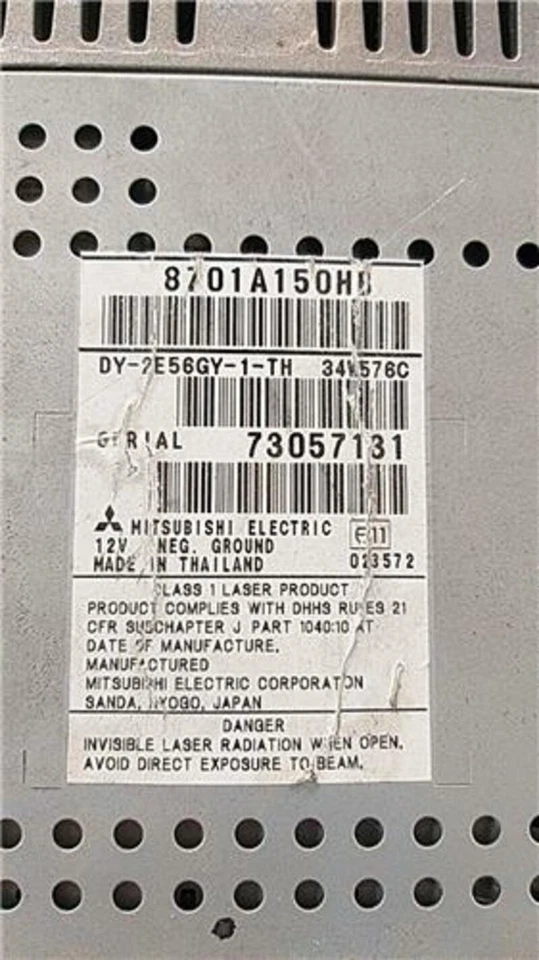 8701A150HB
DY-2E56GY-1-TH 34W576C
SERIAL 73057131
MITSUBISHI ELECTRIC E11
12V NEG. GROUND
MADE IN THAILAND 023572
CLASS 1 LASER PRODUCT
PRODUCT COMPLIES WITH DHHS RULES 21
CFR SUBCHAPTER J PART 1040:10 AT
DATE OF MANUFACTURE.
MANUFACTURED
MITSUBISHI ELECTRIC CORPORATON
SANDA, HYOGO, JAPAN
DANGER
INVISIBLE LASER RADIATION WHEN OPEN.
AVOID DIRECT EXPOSURE TO BEAM.